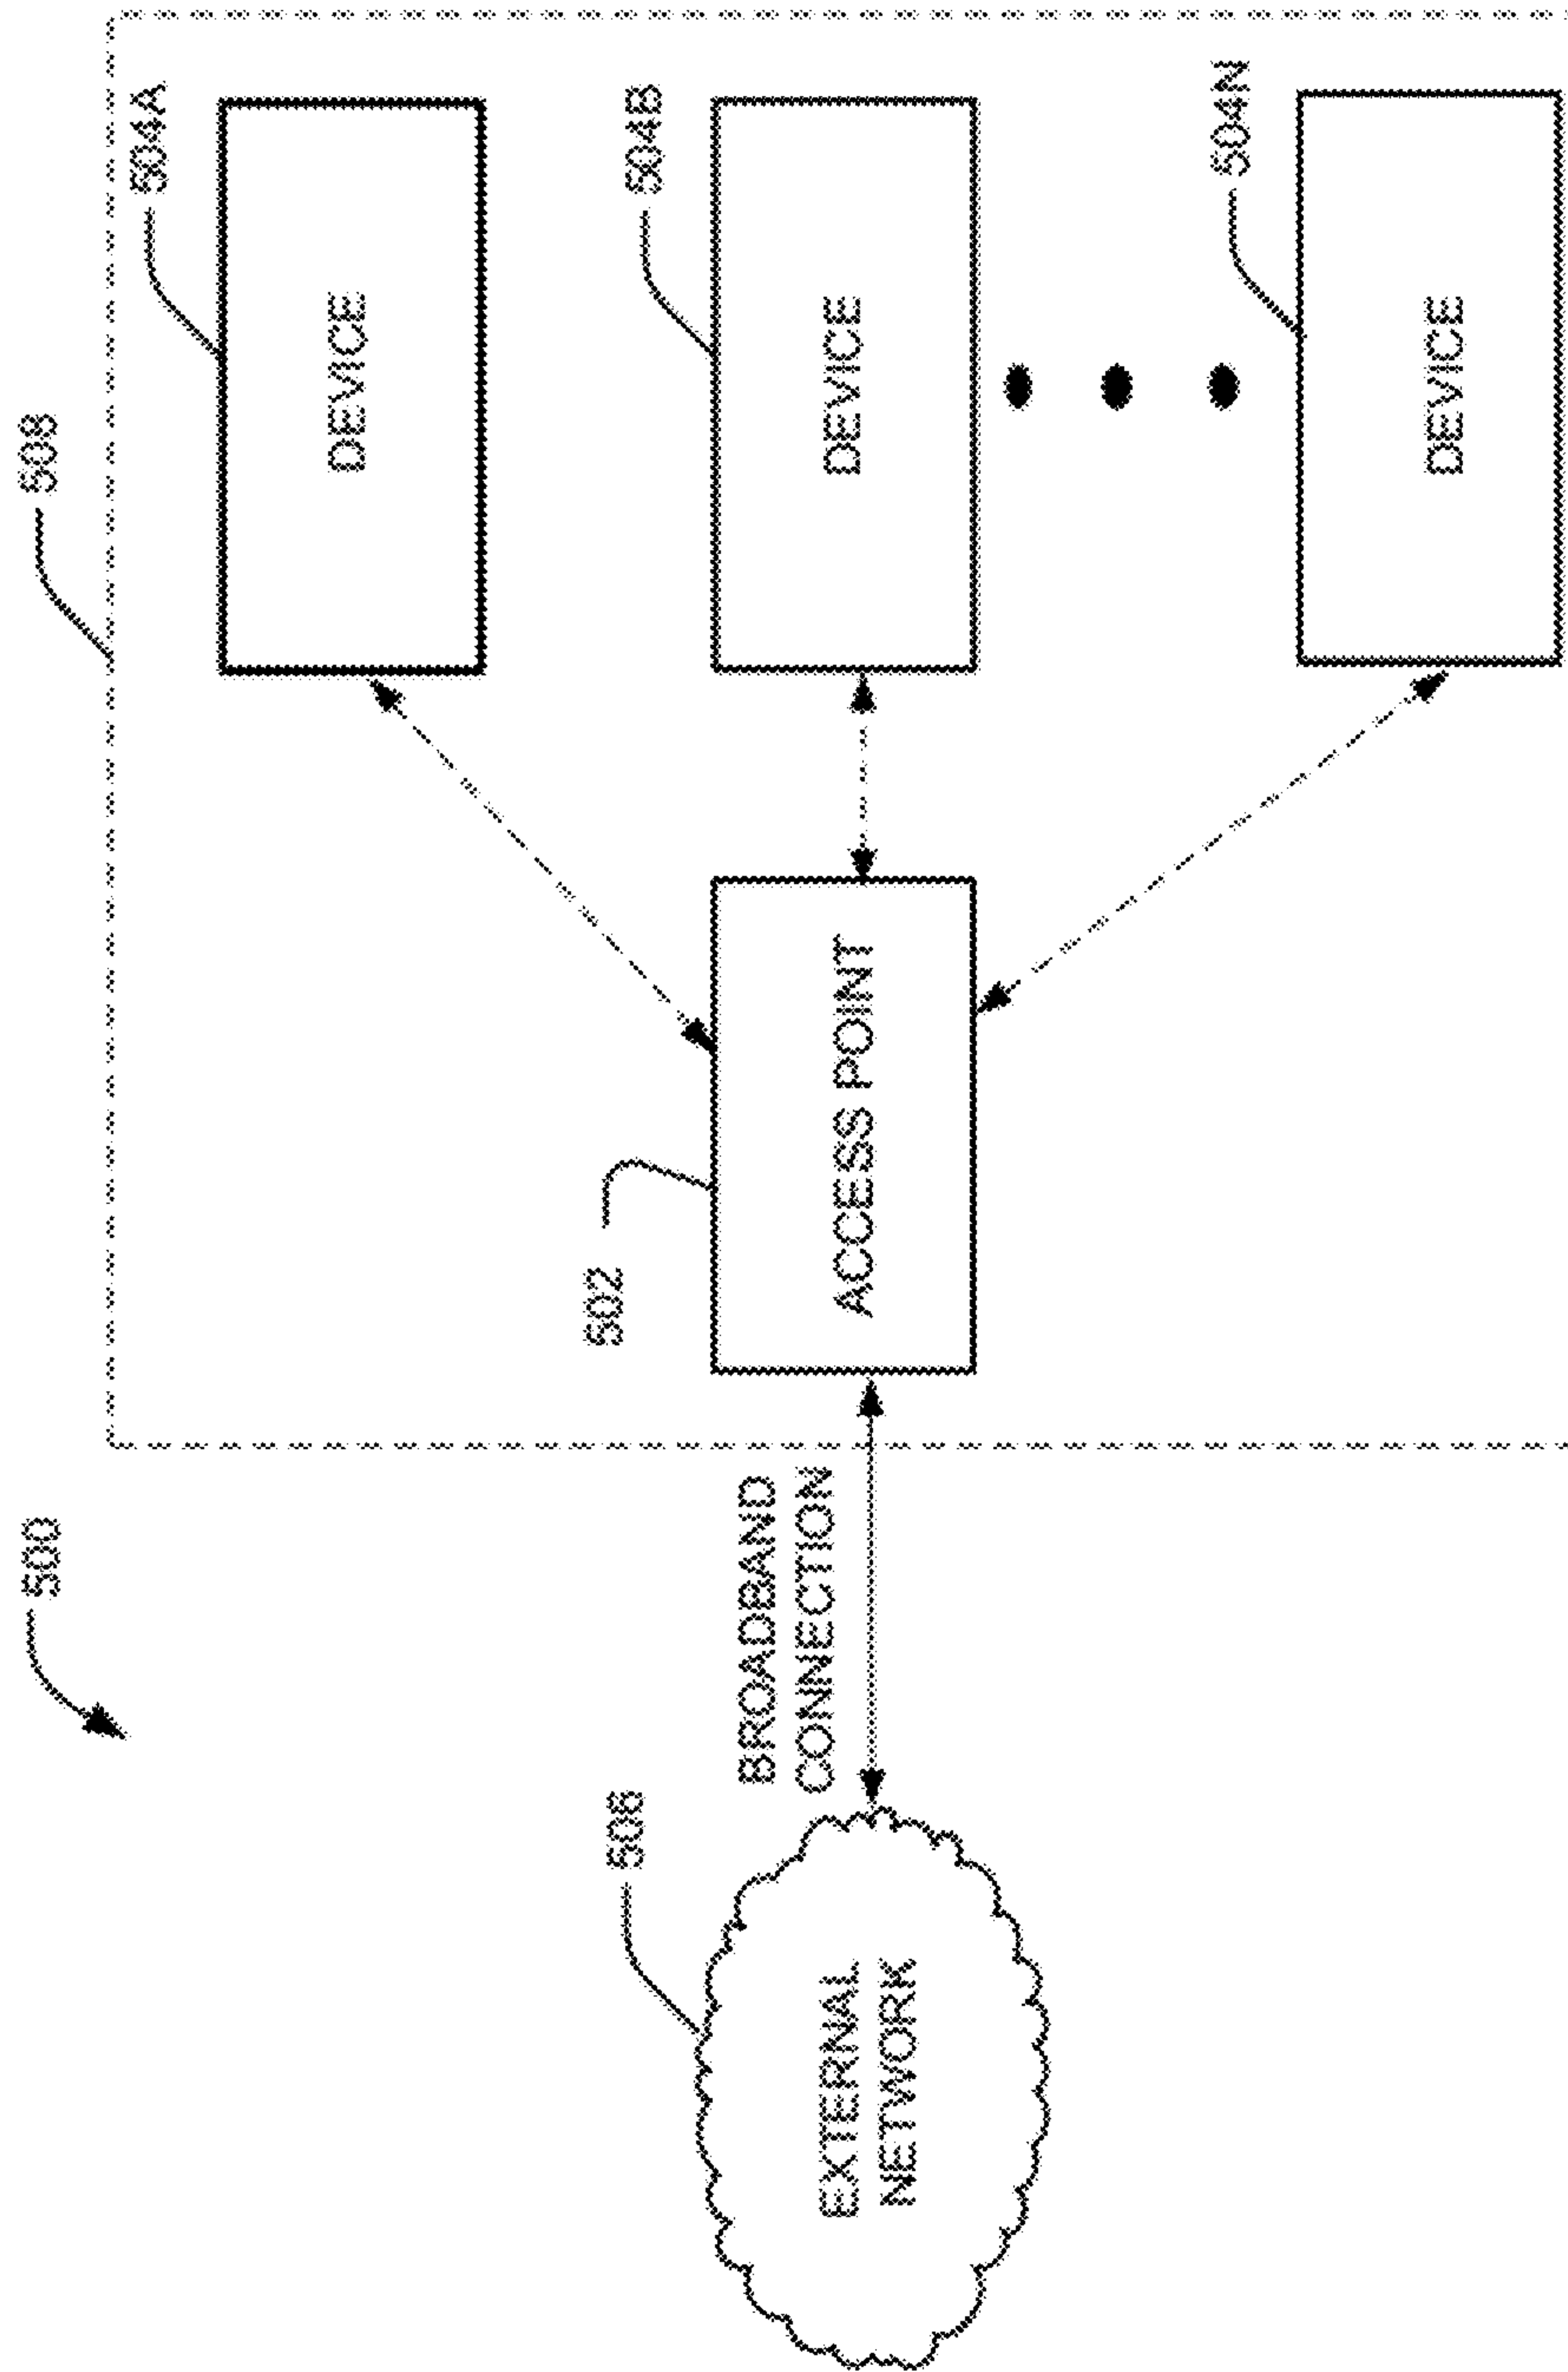 500
508
504A
DEVICE
506
EXTERNAL
NETWORK
BROADBAND
CONNECTION
502
ACCESS POINT
504B
DEVICE
504N
DEVICE